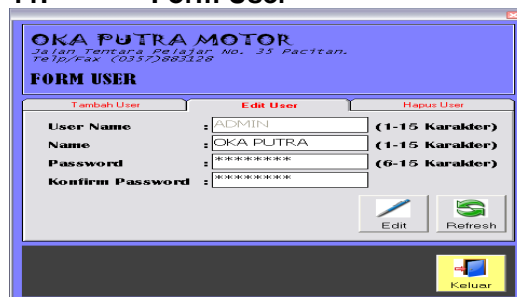 Form User
OKA PUTRA MOTOR
Jalan Tentara Pelajar No. 35 Pacitan.
Telp/Fax (0357)883128
FORM USER
Tambah User Edit User Hapus User
User Name : ADMIN (1-15 Karakter)
Name : OKA PUTRA (1-15 Karakter)
Password : ******** (6-15 Karakter)
Konfirm Password : ********
Edit Refresh
Keluar